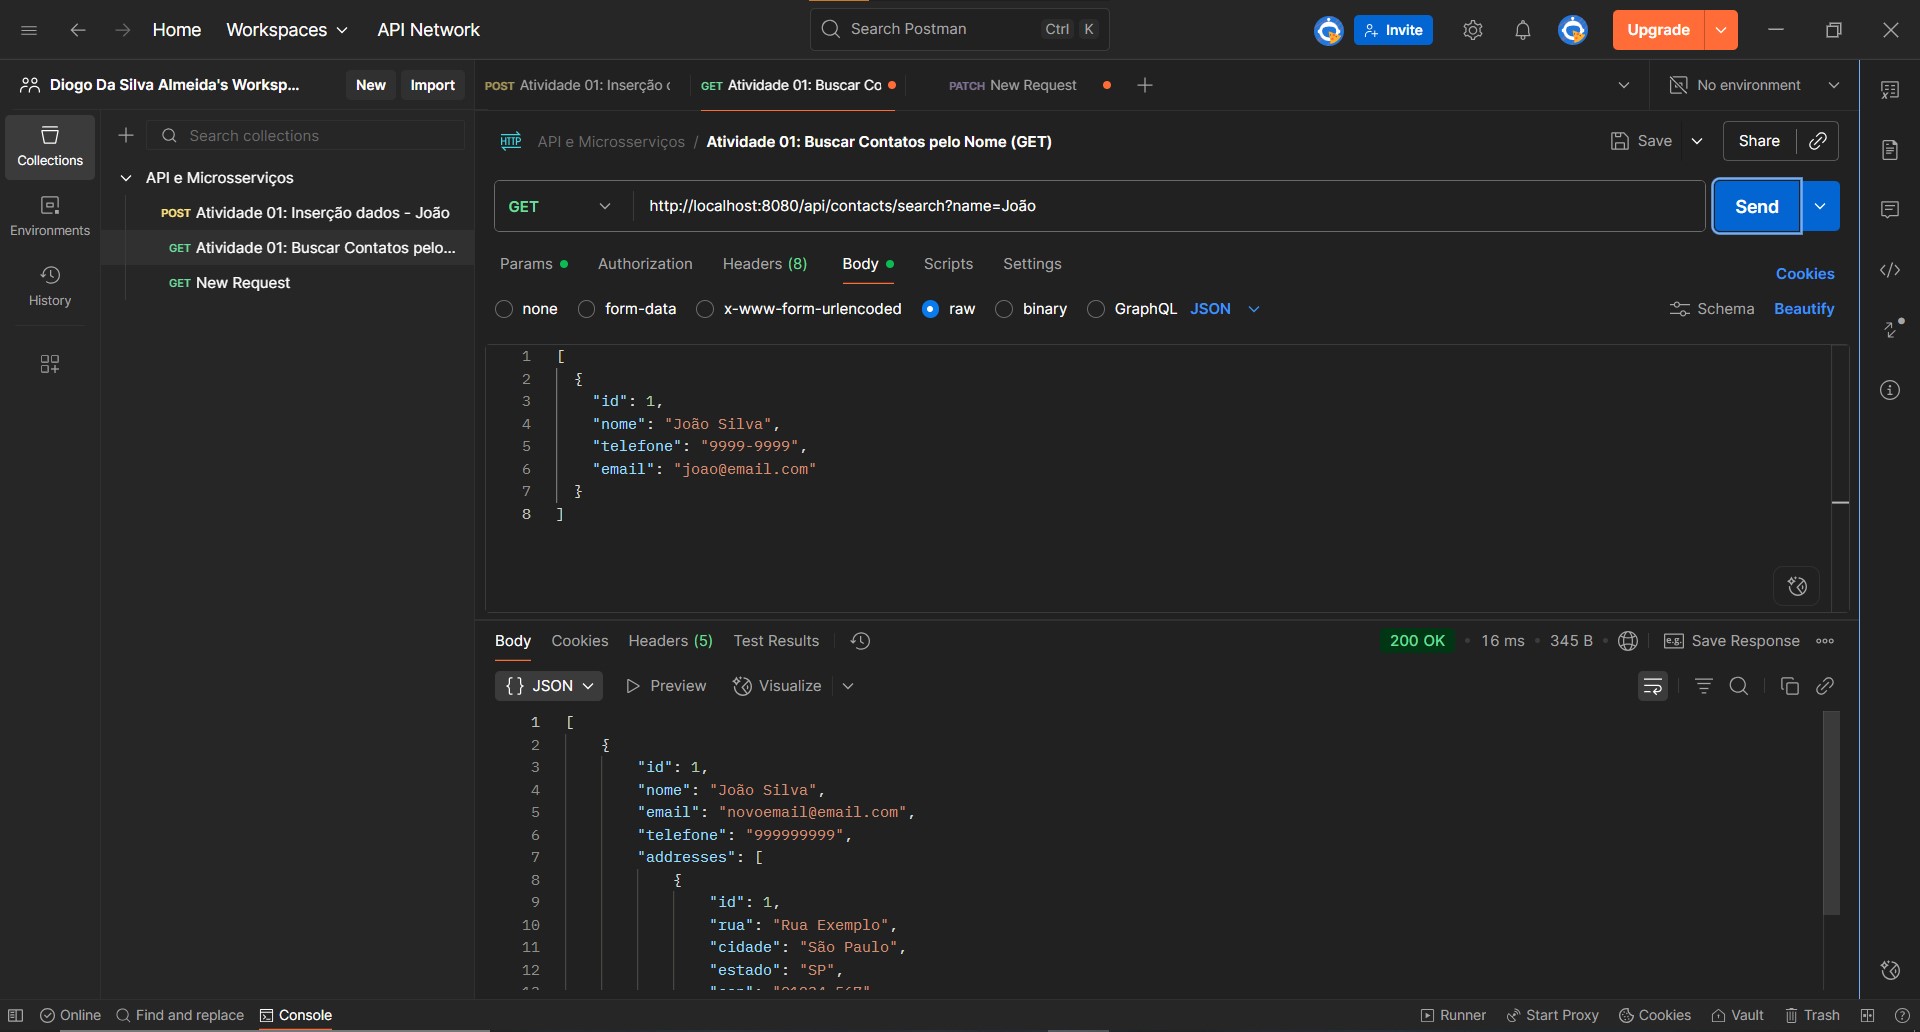 Home Workspaces API Network Search Postman Ctrl K Invite Upgrade
Diogo Da Silva Almeida's Worksp... New Import
POST Atividade 01: Inserção GET Atividade 01: Buscar Co PATCH New Request No environment
Search collections
Collections
Environments
History
API e Microsserviços
POST Atividade 01: Inserção dados - João
GET Atividade 01: Buscar Contatos pelo...
GET New Request
HTTP API e Microsserviços / Atividade 01: Buscar Contatos pelo Nome (GET) Save Share
GET http://localhost:8080/api/contacts/search?name=João Send
Params Authorization Headers (8) Body Scripts Settings Cookies
none form-data x-www-form-urlencoded raw binary GraphQL JSON Schema Beautify
1 [
2 {
3 "id": 1,
4 "nome": "João Silva",
5 "telefone": "9999-9999",
6 "email": "joao@email.com"
7 }
8 ]
Body Cookies Headers (5) Test Results 200 OK 16 ms 345 B e.g. Save Response
{} JSON Preview Visualize
1 [
2 {
3 "id": 1,
4 "nome": "João Silva",
5 "email": "novoemail@email.com",
6 "telefone": "999999999",
7 "addresses": [
8 {
9 "id": 1,
10 "rua": "Rua Exemplo",
11 "cidade": "São Paulo",
12 "estado": "SP",
Online Find and replace Console Runner Start Proxy Cookies Vault Trash